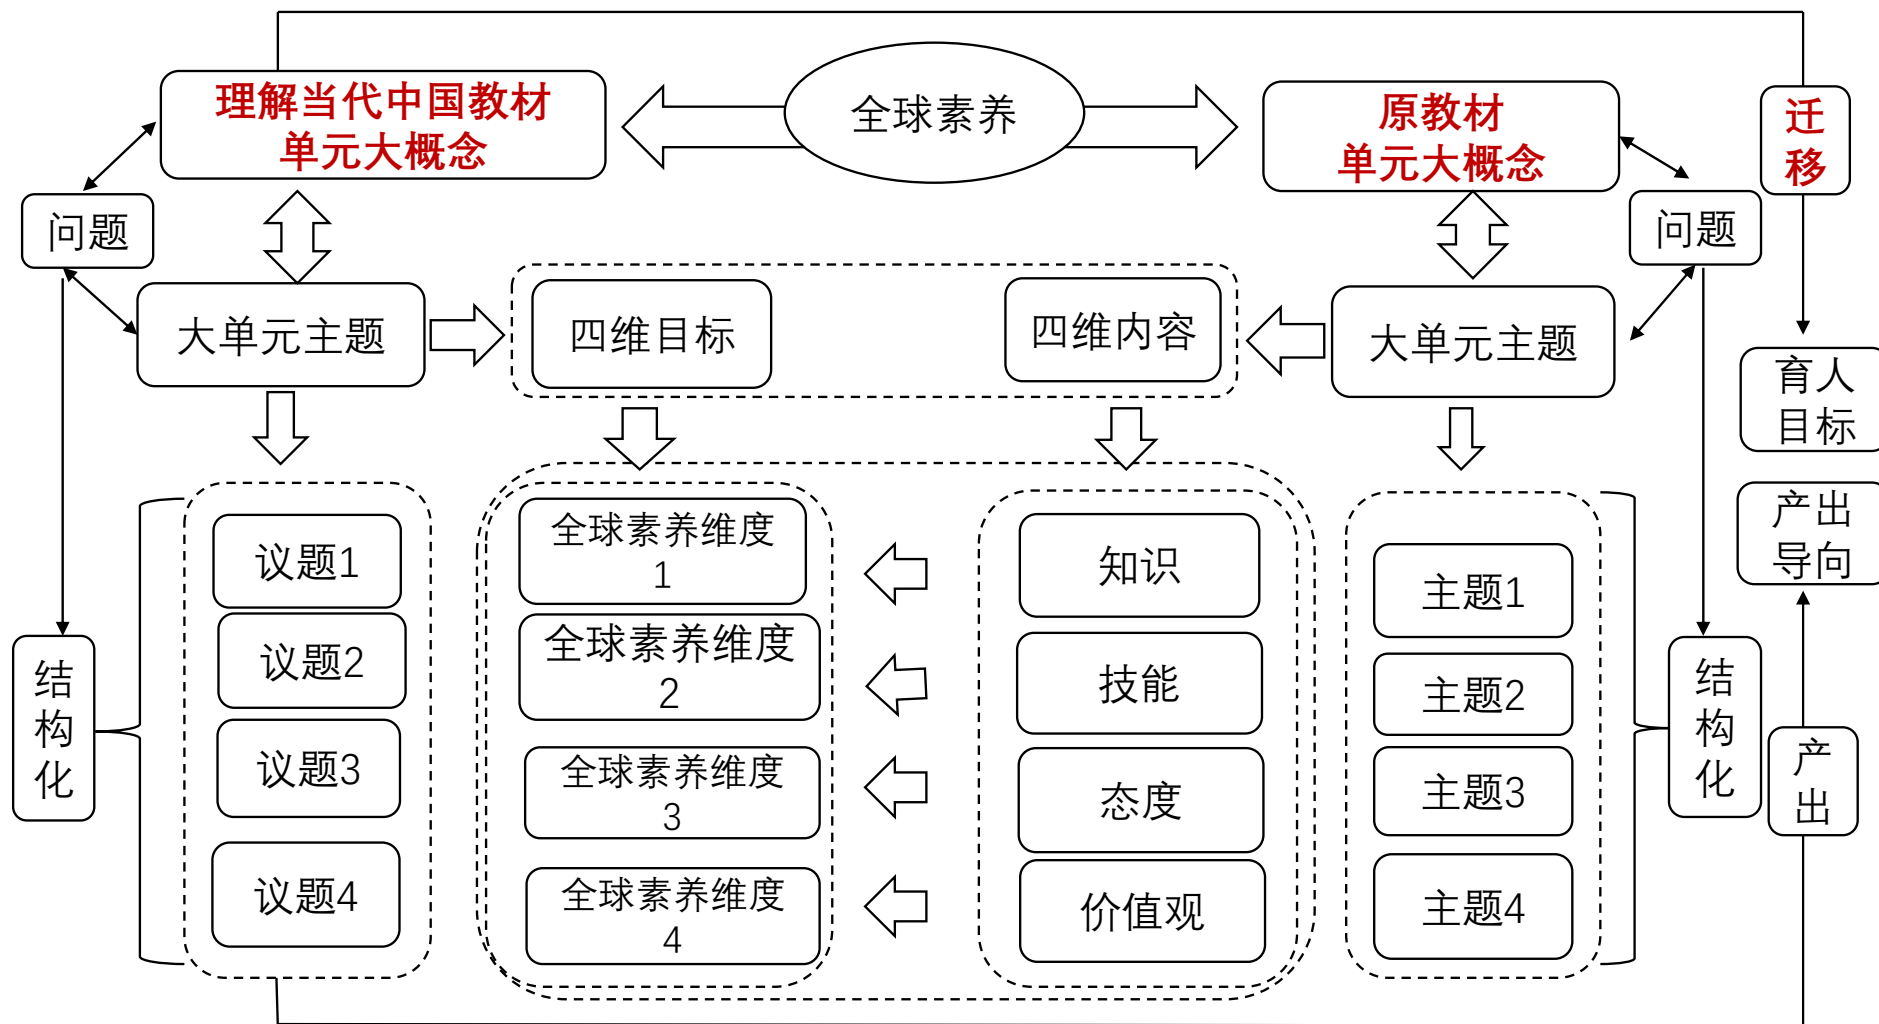 理解当代中国教材
单元大概念
全球素养
原教材
单元大概念
迁
移
问题
问题
大单元主题
四维目标
四维内容
大单元主题
育人
目标
产出
导向
议题1
议题2
议题3
议题4
全球素养维度
1
全球素养维度
2
全球素养维度
3
全球素养维度
4
知识
技能
态度
价值观
主题1
主题2
主题3
主题4
结
构
化
结
构
化
产
出